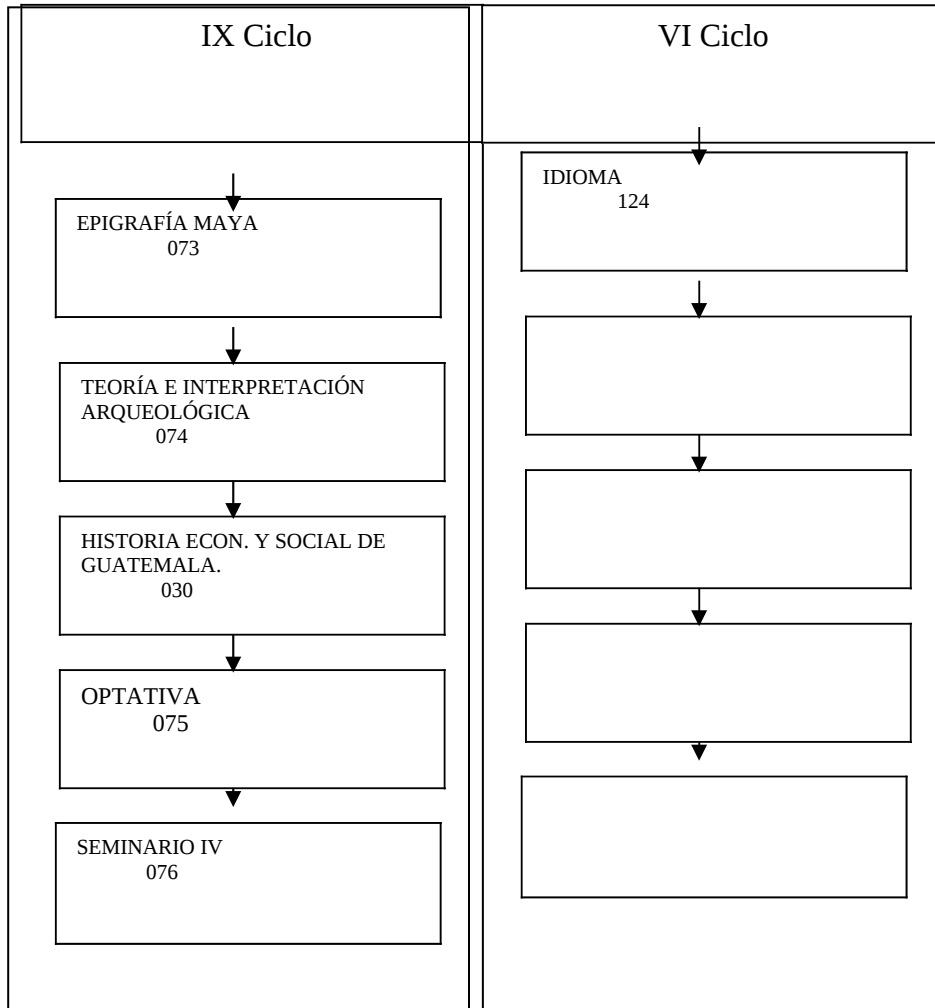 IX Ciclo
EPIGRAFÍA MAYA
073
TEORÍA E INTERPRETACIÓN
ARQUEOLÓGICA
074
HISTORIA ECON. Y SOCIAL DE
GUATEMALA.
030
OPTATIVA
075
SEMINARIO IV
076
VI Ciclo
IDIOMA
124